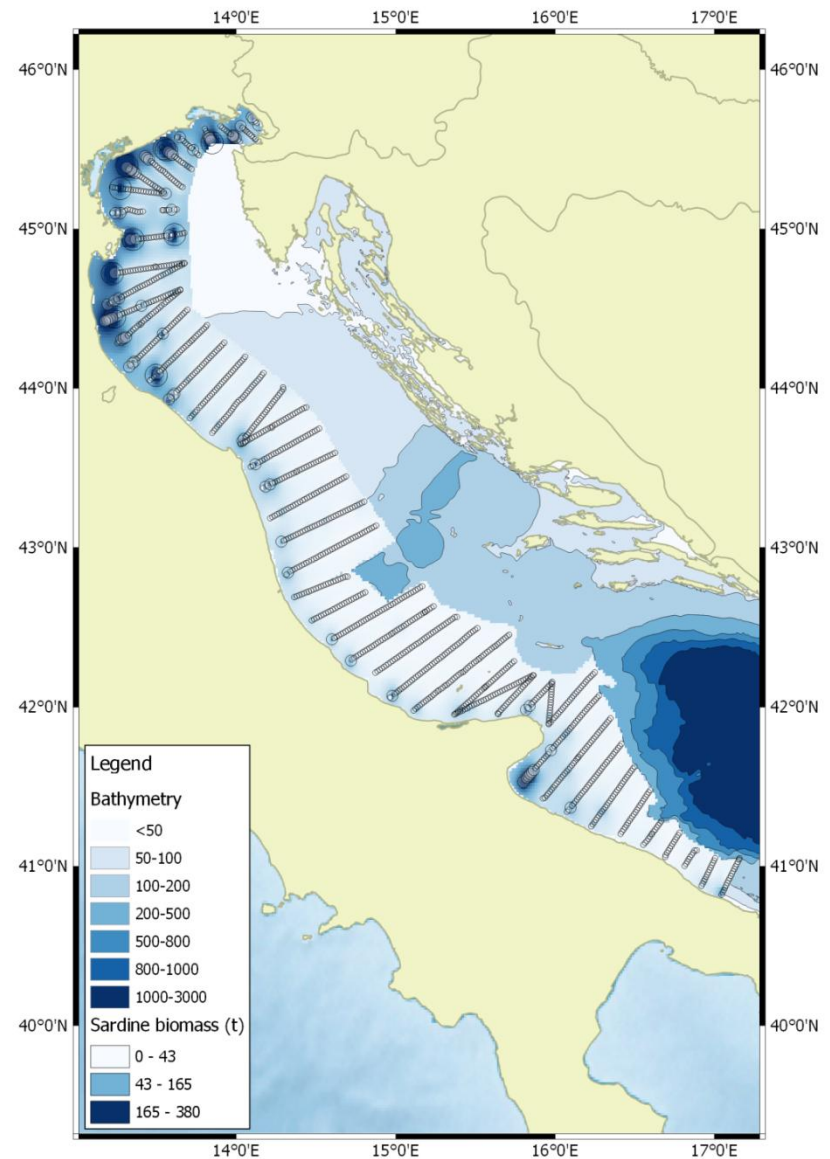 14°0'E 15°0'E 16°0'E 17°0'E
46°0'N 46°0'N
45°0'N 45°0'N
44°0'N 44°0'N
43°0'N 43°0'N
42°0'N 42°0'N
Legend
Bathymetry
<50
50-100
41°0'N 41°0'N
100-200
200-500
500-800
800-1000
1000-3000
40°0'N 40°0'N
Sardine biomass (t)
0 - 43
43 - 165
165 - 380
14°0'E 15°0'E 16°0'E 17°0'E